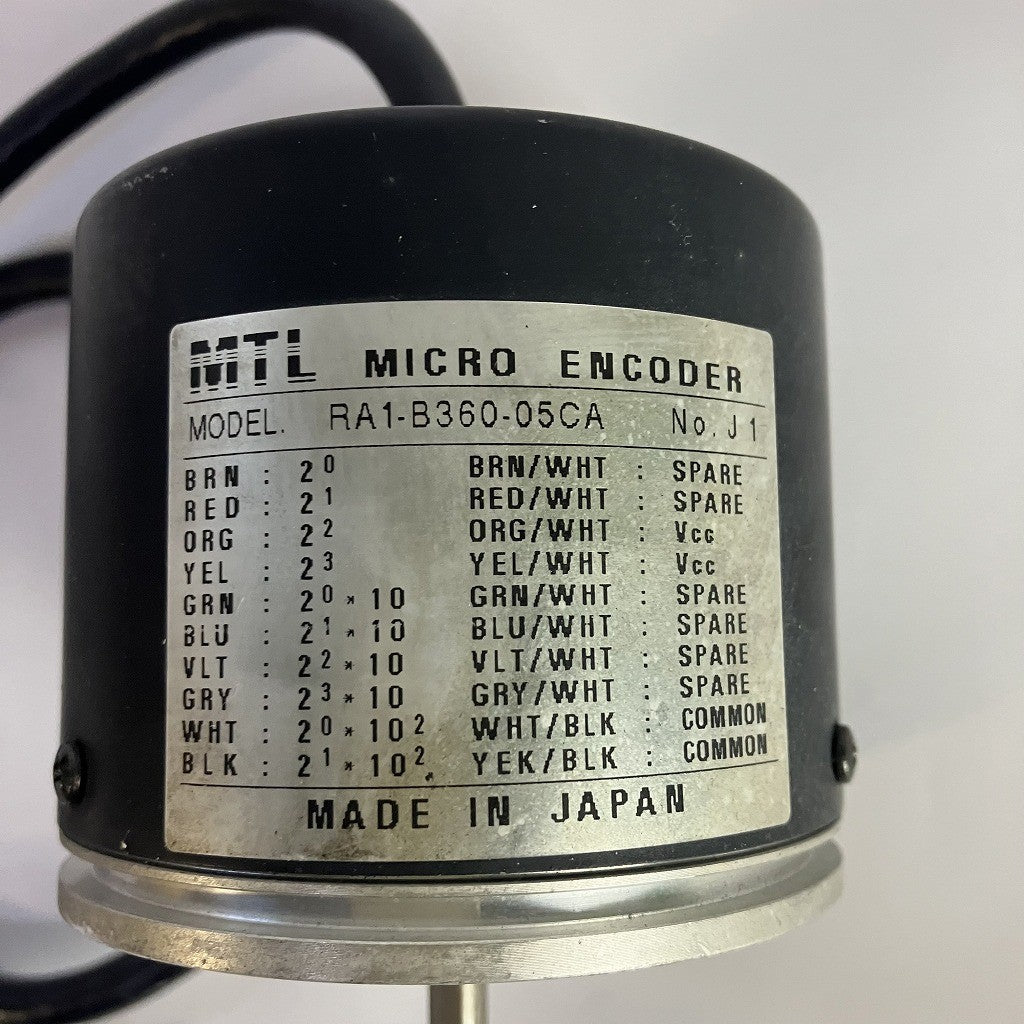 MTL MICRO ENCODER
MODEL. RA1-B360-05CA No. J1
BRN : 2⁰ BRN/WHT : SPARE
RED : 2¹ RED/WHT : SPARE
ORG : 2² ORG/WHT : Vcc
YEL : 2³ YEL/WHT : Vcc
GRN : 2⁰*10 GRN/WHT : SPARE
BLU : 2¹*10 BLU/WHT : SPARE
VLT : 2²*10 VLT/WHT : SPARE
GRY : 2³*10 GRY/WHT : SPARE
WHT : 2⁰*10² WHT/BLK : COMMON
BLK : 2¹*10² YEK/BLK : COMMON
MADE IN JAPAN